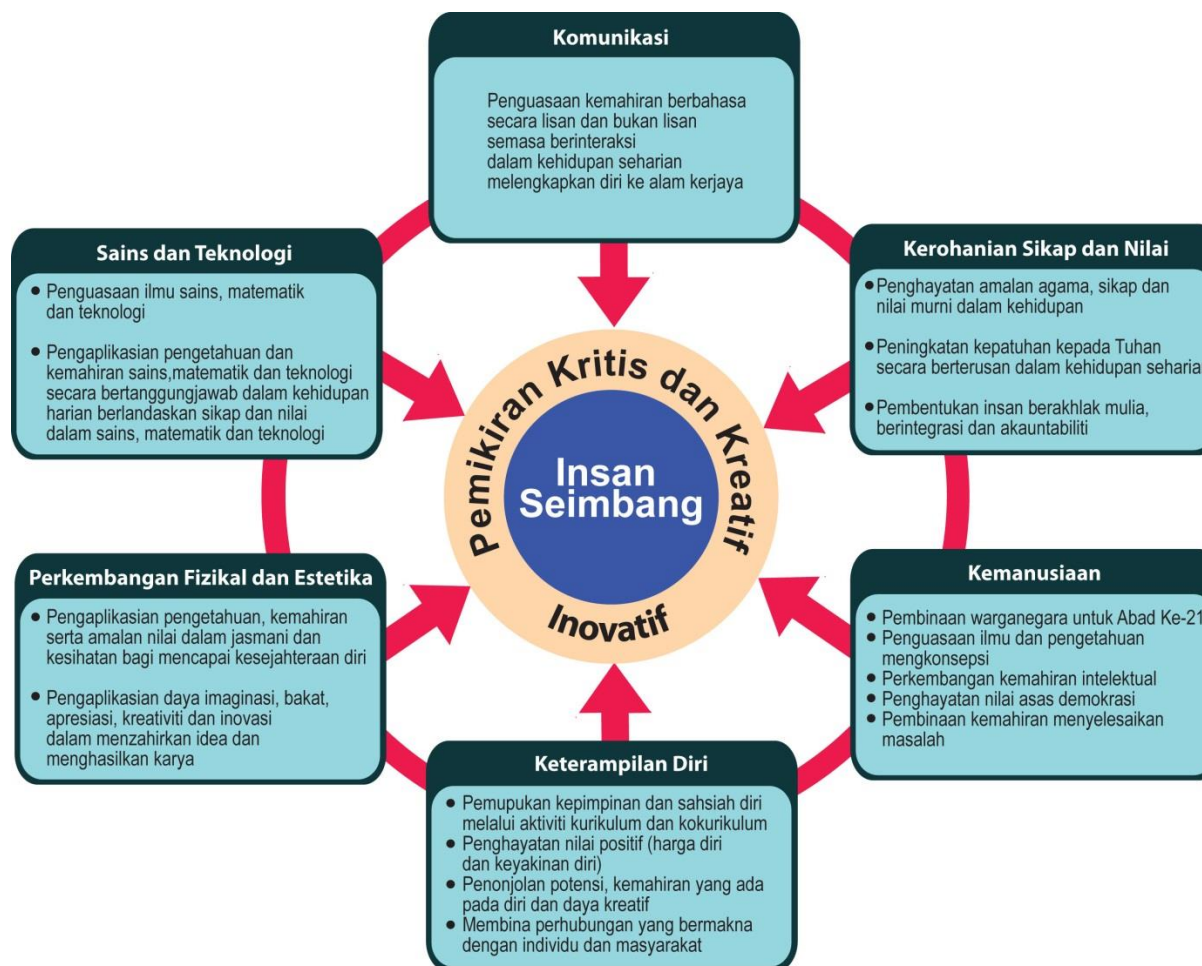 Komunikasi
Penguasaan kemahiran berbahasa
secara lisan dan bukan lisan
semasa berinteraksi
dalam kehidupan seharian
melengkapkan diri ke alam kerjaya
Sains dan Teknologi
• Penguasaan ilmu sains, matematik
dan teknologi
• Pengaplikasian pengetahuan dan
kemahiran sains,matematik dan teknologi
secara bertanggungjawab dalam kehidupan
harian berlandaskan sikap dan nilai
dalam sains, matematik dan teknologi
Kerohanian Sikap dan Nilai
• Penghayatan amalan agama, sikap dan
nilai murni dalam kehidupan
• Peningkatan kepatuhan kepada Tuhan
secara berterusan dalam kehidupan seharia
• Pembentukan insan berakhlak mulia,
berintegrasi dan akauntabiliti
Pemikiran Kritis dan Kreatif
Insan
Seimbang
Inovatif
Perkembangan Fizikal dan Estetika
• Pengaplikasian pengetahuan, kemahiran
serta amalan nilai dalam jasmani dan
kesihatan bagi mencapai kesejahteraan diri
• Pengaplikasian daya imaginasi, bakat,
apresiasi, kreativiti dan inovasi
dalam menzahirkan idea dan
menghasilkan karya
Kemanusiaan
• Pembinaan warganegara untuk Abad Ke-21
• Penguasaan ilmu dan pengetahuan
mengkonsepsi
• Perkembangan kemahiran intelektual
• Penghayatan nilai asas demokrasi
• Pembinaan kemahiran menyelesaikan
masalah
Keterampilan Diri
• Pemupukan kepimpinan dan sahsiah diri
melalui aktiviti kurikulum dan kokurikulum
• Penghayatan nilai positif (harga diri
dan keyakinan diri)
• Penonjolan potensi, kemahiran yang ada
pada diri dan daya kreatif
• Membina perhubungan yang bermakna
dengan individu dan masyarakat